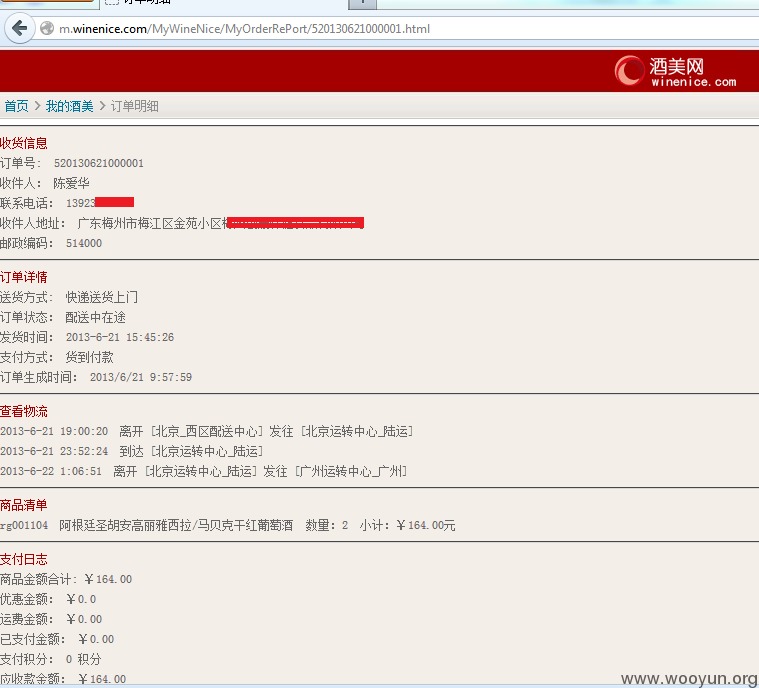 订单明细
m.winenice.com/MyWineNice/MyOrderRePort/520130621000001.html
酒美网
winenice.com
首页 > 我的酒美 > 订单明细
收货信息
订单号: 520130621000001
收件人: 陈爱华
联系电话: 13923
收件人地址: 广东梅州市梅江区金苑小区
邮政编码: 514000
订单详情
送货方式: 快递送货上门
订单状态: 配送中在途
发货时间: 2013-6-21 15:45:26
支付方式: 货到付款
订单生成时间: 2013/6/21 9:57:59
查看物流
2013-6-21 19:00:20 离开 [北京_西区配送中心] 发往 [北京运转中心_陆运]
2013-6-21 23:52:24 到达 [北京运转中心_陆运]
2013-6-22 1:06:51 离开 [北京运转中心_陆运] 发往 [广州运转中心_广州]
商品清单
rg001104 阿根廷圣胡安高丽雅西拉/马贝克干红葡萄酒 数量: 2 小计: ¥164.00元
支付日志
商品金额合计: ¥164.00
优惠金额: ¥0.0
运费金额: ¥0.00
已支付金额: ¥0.00
支付积分: 0 积分
应收款金额: ¥164.00
www.wooyun.org